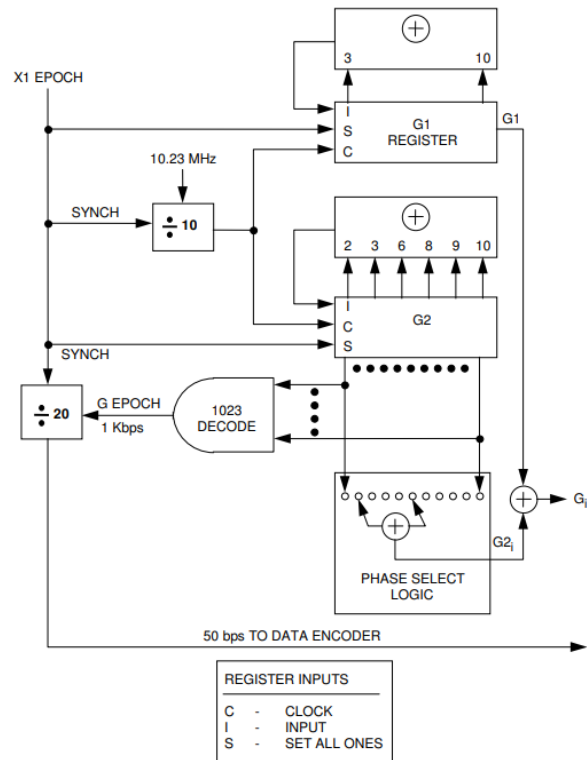 3 10
X1 EPOCH
I
S
C
G1
REGISTER
G1
10.23 MHz
SYNCH
÷ 10
2 3 6 8 9 10
I
C
S
G2
SYNCH
÷ 20
G EPOCH
1 Kbps
1023
DECODE
G2i
Gi
PHASE SELECT
LOGIC
50 bps TO DATA ENCODER
REGISTER INPUTS
C - CLOCK
I - INPUT
S - SET ALL ONES